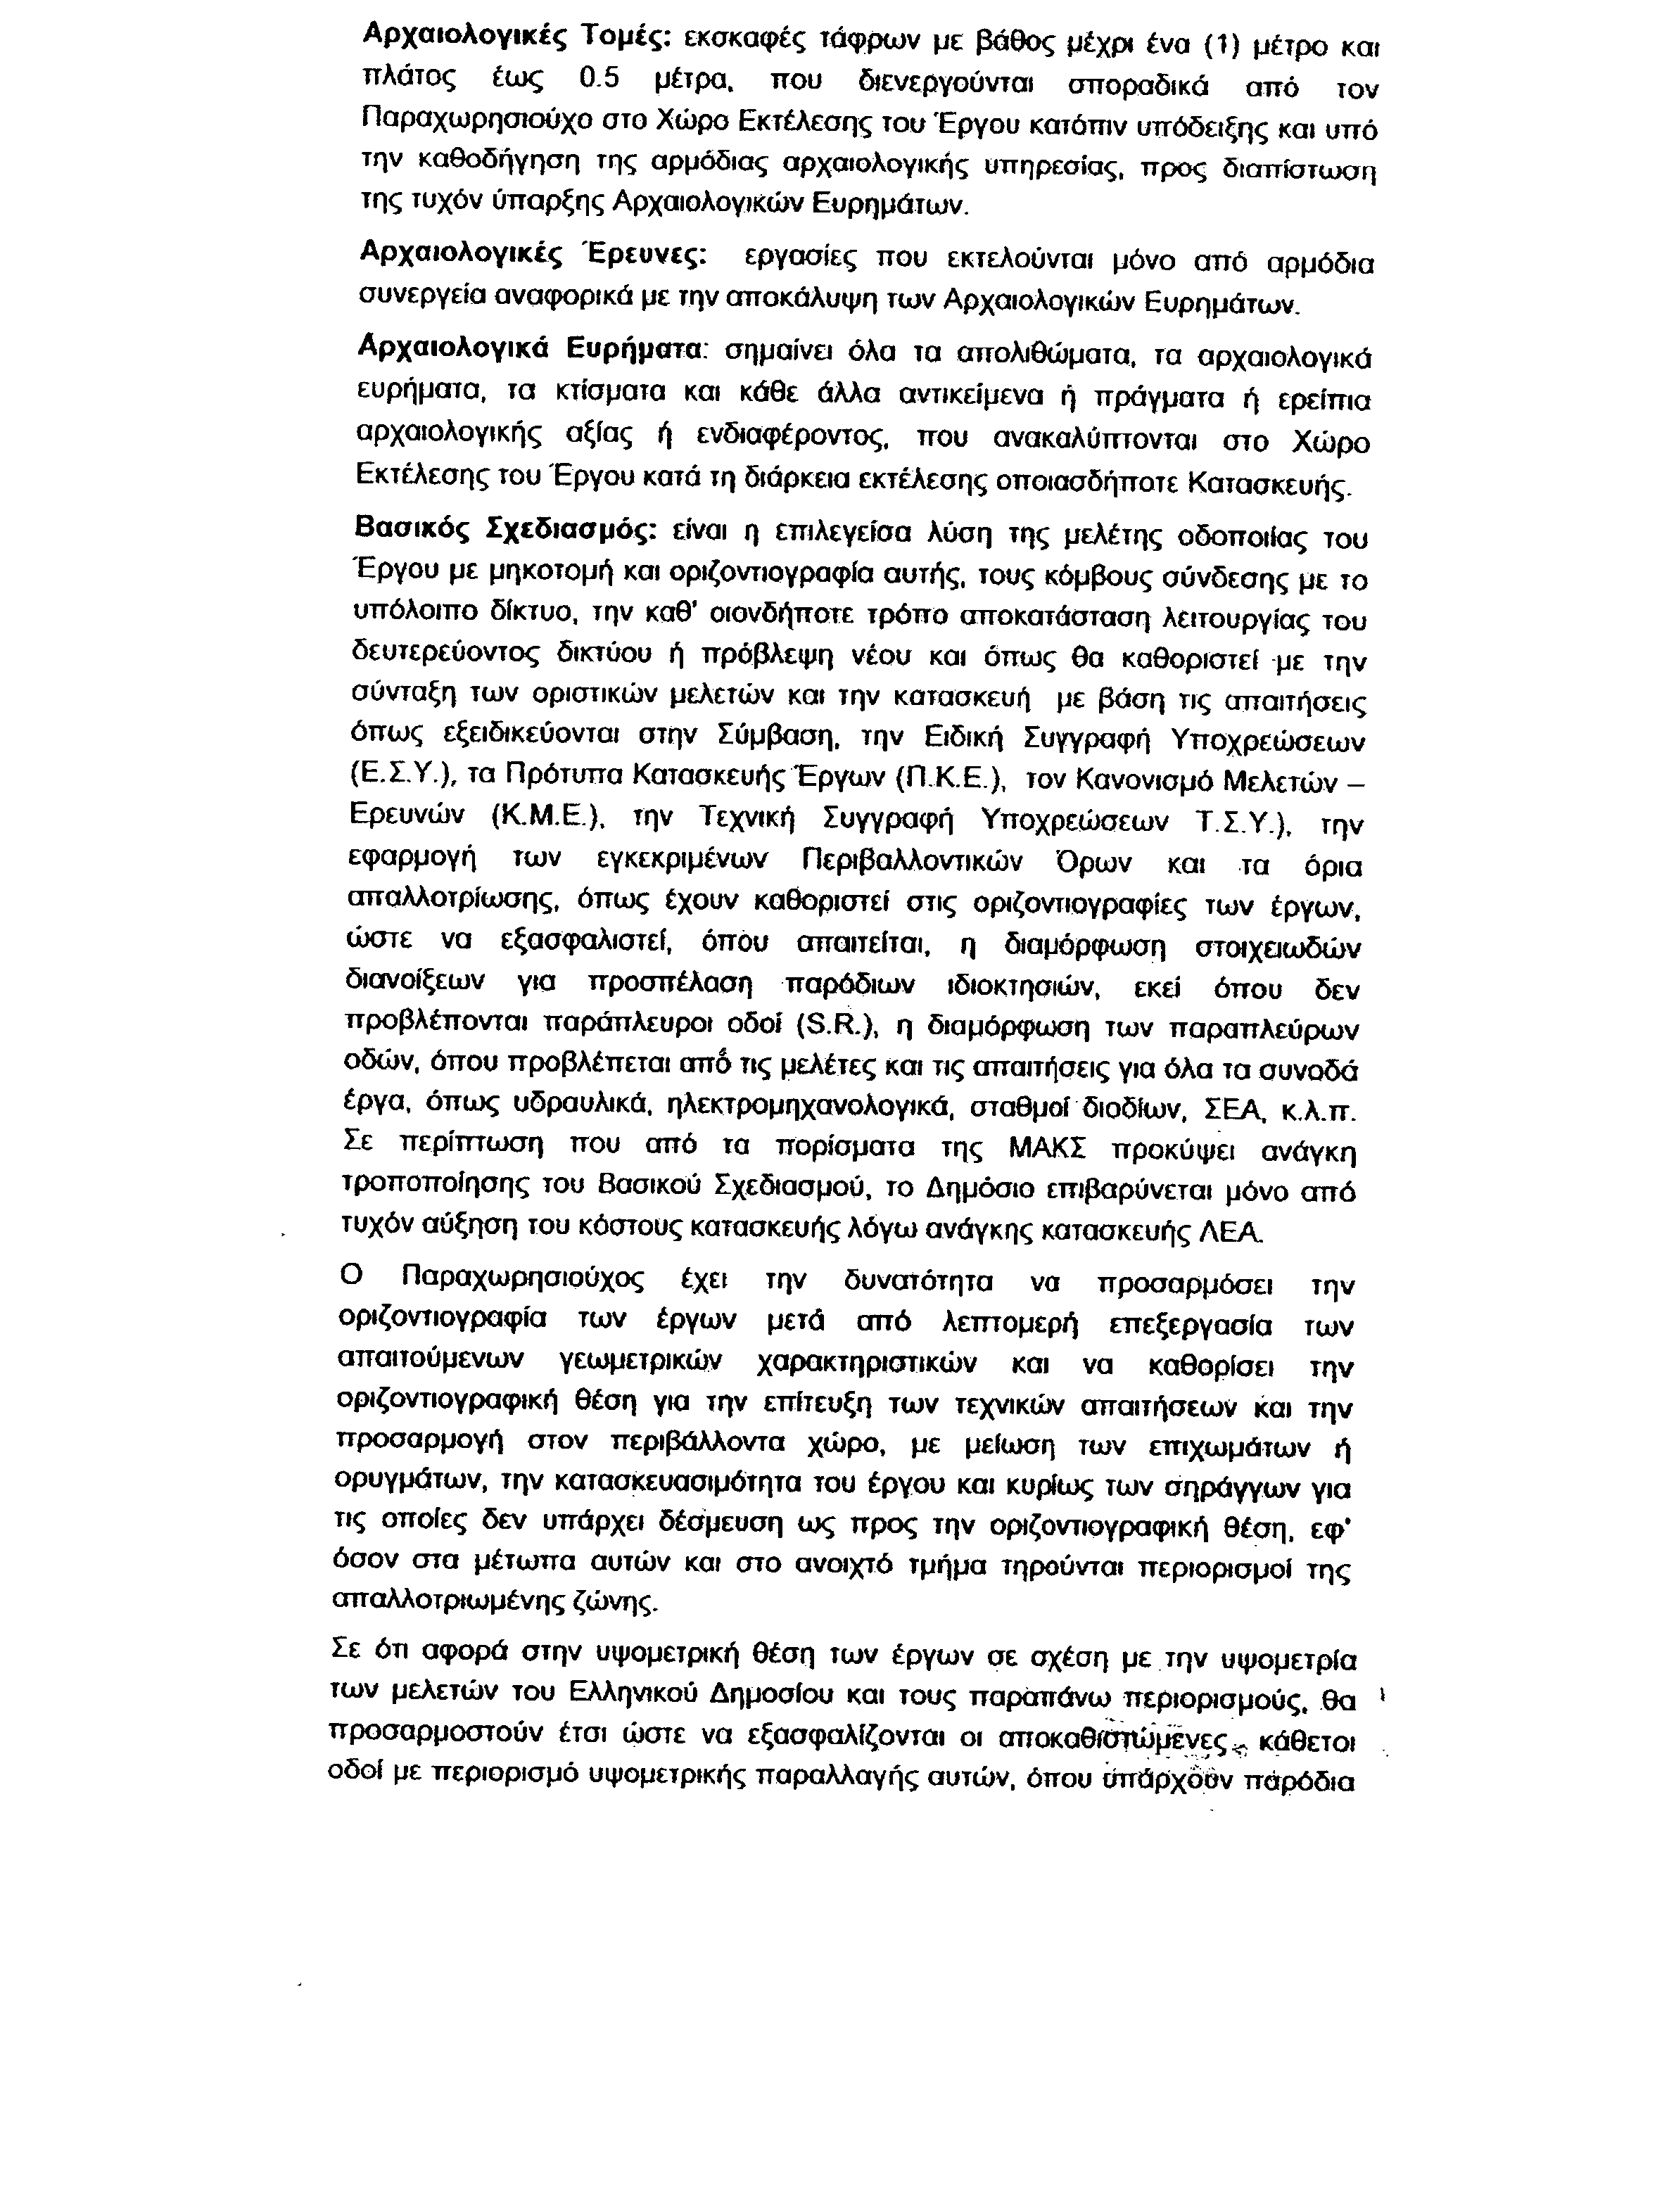 Αρχαιολογικές Τομές: εκσκαφές τάφρων με βάθος μέχρι ένα (1) μέτρο και
πλάτος έως 0.5 μέτρα, που διενεργούνται σποραδικά από τον
Παραχωρησιούχο στο Χώρο Εκτέλεσης του Έργου κατόπιν υπόδειξης και υπό
την καθοδήγηση της αρμόδιας αρχαιολογικής υπηρεσίας, προς διαπίστωση
της τυχόν ύπαρξης Αρχαιολογικών Ευρημάτων.
Αρχαιολογικές Έρευνες: εργασίες που εκτελούνται μόνο από αρμόδια
συνεργεία αναφορικά με την αποκάλυψη των Αρχαιολογικών Ευρημάτων.
Αρχαιολογικά Ευρήματα: σημαίνει όλα τα απολιθώματα, τα αρχαιολογικά
ευρήματα, τα κτίσματα και κάθε άλλα αντικείμενα ή πράγματα ή ερείπια
αρχαιολογικής αξίας ή ενδιαφέροντος, που ανακαλύπτονται στο Χώρο
Εκτέλεσης του Έργου κατά τη διάρκεια εκτέλεσης οποιασδήποτε Κατασκευής.
Βασικός Σχεδιασμός: είναι η επιλεγείσα λύση της μελέτης οδοποιίας του
Έργου με μηκοτομή και οριζοντιογραφία αυτής, τους κόμβους σύνδεσης με το
υπόλοιπο δίκτυο, την καθ' οιονδήποτε τρόπο αποκατάσταση λειτουργίας του
δευτερεύοντος δικτύου ή πρόβλεψη νέου και όπως θα καθοριστεί με την
σύνταξη των οριστικών μελετών και την κατασκευή με βάση τις απαιτήσεις
όπως εξειδικεύονται στην Σύμβαση, την Ειδική Συγγραφή Υποχρεώσεων
(Ε.Σ.Υ.), τα Πρότυπα Κατασκευής Έργων (Π.Κ.Ε.), τον Κανονισμό Μελετών –
Ερευνών (Κ.Μ.Ε.), την Τεχνική Συγγραφή Υποχρεώσεων Τ.Σ.Υ.), την
εφαρμογή των εγκεκριμένων Περιβαλλοντικών Όρων και τα όρια
απαλλοτρίωσης, όπως έχουν καθοριστεί στις οριζοντιογραφίες των έργων,
ώστε να εξασφαλιστεί, όπου απαιτείται, η διαμόρφωση στοιχειωδών
διανοίξεων για προσπέλαση παρόδιων ιδιοκτησιών, εκεί όπου δεν
προβλέπονται παράπλευροι οδοί (S.R.), η διαμόρφωση των παραπλεύρων
οδών, όπου προβλέπεται από τις μελέτες και τις απαιτήσεις για όλα τα συνοδά
έργα, όπως υδραυλικά, ηλεκτρομηχανολογικά, σταθμοί διοδίων, ΣΕΑ, κ.λ.π.
Σε περίπτωση που από τα πορίσματα της ΜΑΚΣ προκύψει ανάγκη
τροποποίησης του Βασικού Σχεδιασμού, το Δημόσιο επιβαρύνεται μόνο από
τυχόν αύξηση του κόστους κατασκευής λόγω ανάγκης κατασκευής ΛΕΑ.
Ο Παραχωρησιούχος έχει την δυνατότητα να προσαρμόσει την
οριζοντιογραφία των έργων μετά από λεπτομερή επεξεργασία των
απαιτούμενων γεωμετρικών χαρακτηριστικών και να καθορίσει την
οριζοντιογραφική θέση για την επίτευξη των τεχνικών απαιτήσεων και την
προσαρμογή στον περιβάλλοντα χώρο, με μείωση των επιχωμάτων ή
ορυγμάτων, την κατασκευασιμότητα του έργου και κυρίως των σηράγγων για
τις οποίες δεν υπάρχει δέσμευση ως προς την οριζοντιογραφική θέση, εφ'
όσον στα μέτωπα αυτών και στο ανοιχτό τμήμα τηρούνται περιορισμοί της
απαλλοτριωμένης ζώνης.
Σε ότι αφορά στην υψομετρική θέση των έργων σε σχέση με την υψομετρία
των μελετών του Ελληνικού Δημοσίου και τους παραπάνω περιορισμούς, θα
προσαρμοστούν έτσι ώστε να εξασφαλίζονται οι αποκαθιστώμενες κάθετοι
οδοί με περιορισμό υψομετρικής παραλλαγής αυτών, όπου υπάρχουν παρόδια